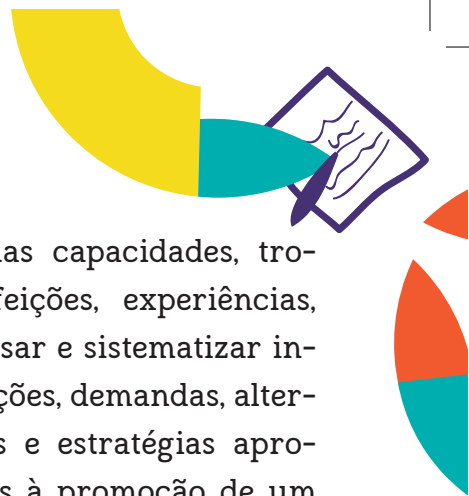 as capacidades, tro-
feições, experiências,
sar e sistematizar in-
ções, demandas, alter-
s e estratégias apro-
s à promoção de um